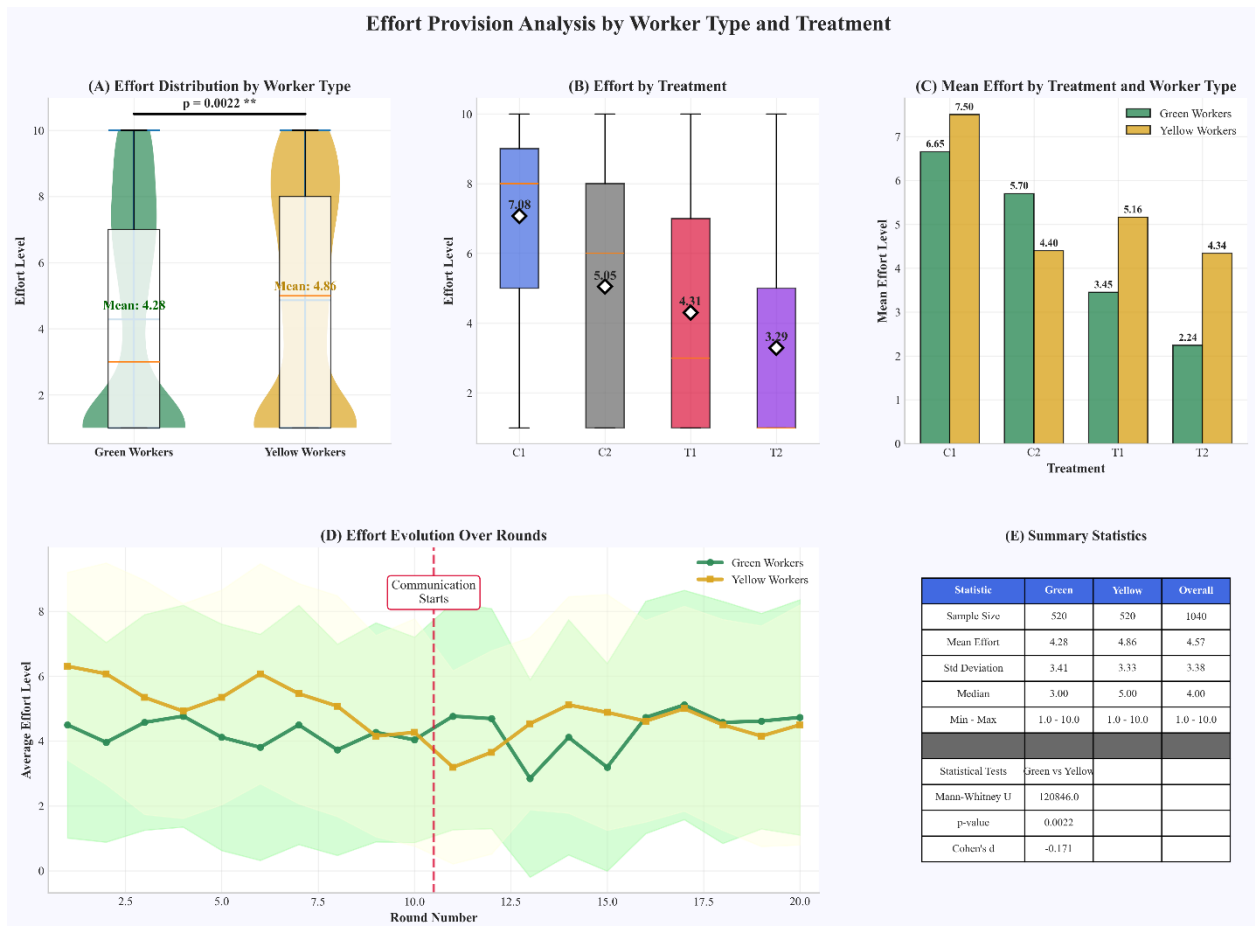 Effort Provision Analysis by Worker Type and Treatment
(A) Effort Distribution by Worker Type
p = 0.0022 **
Effort Level
10
8
6
4
2
Mean: 4.28
Mean: 4.86
Green Workers
Yellow Workers
(B) Effort by Treatment
Effort Level
10
8
6
4
2
7.08
5.05
4.31
3.29
C1
C2
T1
T2
(C) Mean Effort by Treatment and Worker Type
Green Workers
Yellow Workers
Mean Effort Level
7
6
5
4
3
2
1
0
6.65
7.50
5.70
4.40
3.45
5.16
2.24
4.34
C1
C2
T1
T2
Treatment
(D) Effort Evolution Over Rounds
Communication
Starts
Green Workers
Yellow Workers
Average Effort Level
8
6
4
2
0
2.5
5.0
7.5
10.0
12.5
15.0
17.5
20.0
Round Number
(E) Summary Statistics
Statistic Green Yellow Overall
Sample Size 520 520 1040
Mean Effort 4.28 4.86 4.57
Std Deviation 3.41 3.33 3.38
Median 3.00 5.00 4.00
Min - Max 1.0 - 10.0 1.0 - 10.0 1.0 - 10.0
Statistical Tests Green vs Yellow
Mann-Whitney U 120846.0
p-value 0.0022
Cohen's d -0.171